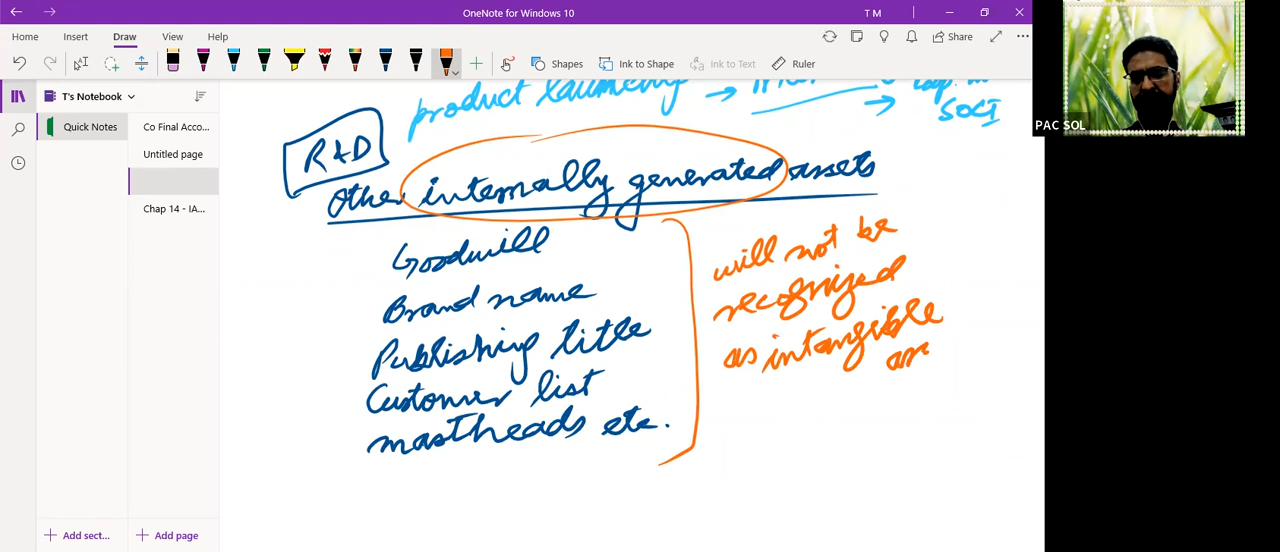 OneNote for Windows 10
T M
Home Insert Draw View Help
Share
Shapes Ink to Shape Ink to Text Ruler
T's Notebook
Quick Notes
Co Final Acco...
Untitled page
Chap 14 - IA...
Add sect...
Add page
PAC SOL
product
SOCI
R&D
Other internally generated assets
Goodwill
Brand name
Publishing title
Customer list
mastheads etc.
will not be
recognized
as intangible